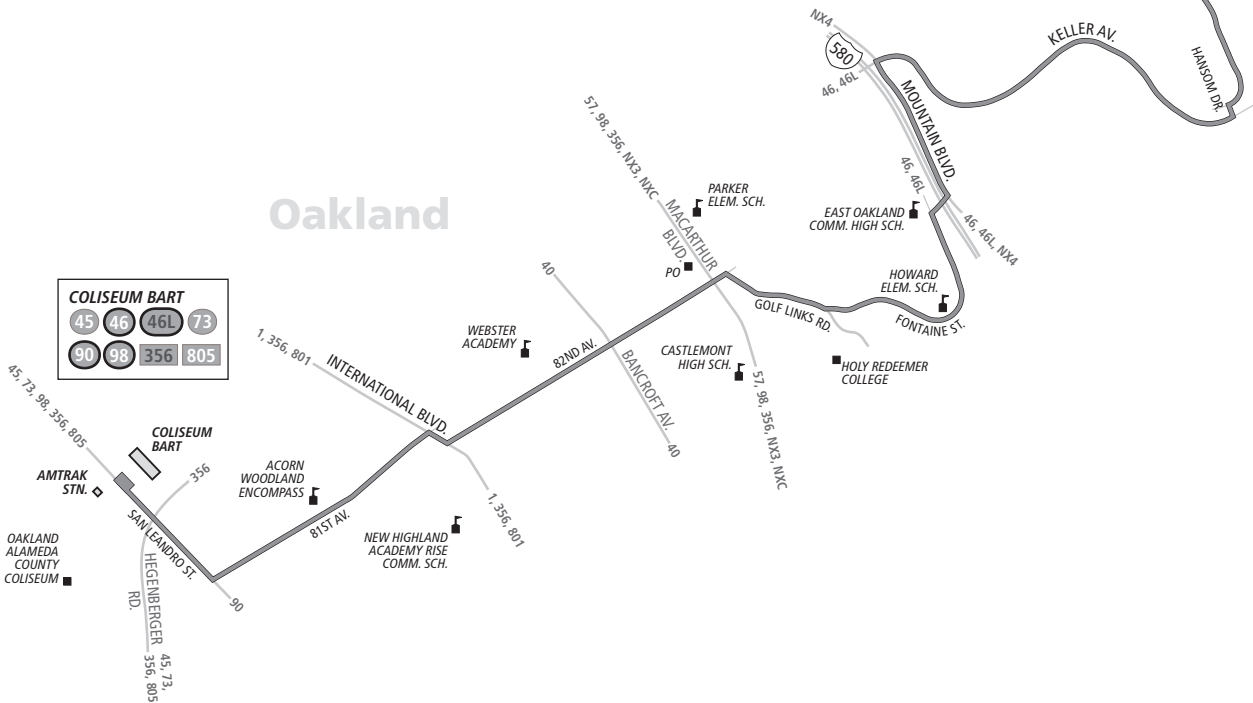 NX4
580
46, 46L
KELLER AV.
HANSOM DR.
MOUNTAIN BLVD.
57, 98, 356, NX3, NXC
MACARTHUR
BLVD.
PARKER
ELEM. SCH.
46, 46L
EAST OAKLAND
COMM. HIGH SCH.
46, 46L, NX4
Oakland
PO
40
HOWARD
ELEM. SCH.
GOLF LINKS RD.
FONTAINE ST.
COLISEUM BART
45 46 46L 73
90 98 356 805
1, 356, 801
INTERNATIONAL BLVD.
WEBSTER
ACADEMY
82ND AV.
BANCROFT AV.
40
CASTLEMONT
HIGH SCH.
57, 98, 356, NX3, NXC
HOLY REDEEMER
COLLEGE
45, 73, 98, 356, 805
COLISEUM
BART
AMTRAK
STN.
356
ACORN
WOODLAND
ENCOMPASS
81ST AV.
1, 356, 801
NEW HIGHLAND
ACADEMY RISE
COMM. SCH.
SAN LEANDRO ST.
OAKLAND
ALAMEDA
COUNTY
COLISEUM
HEGENBERGER
RD.
90
45, 73,
356, 805